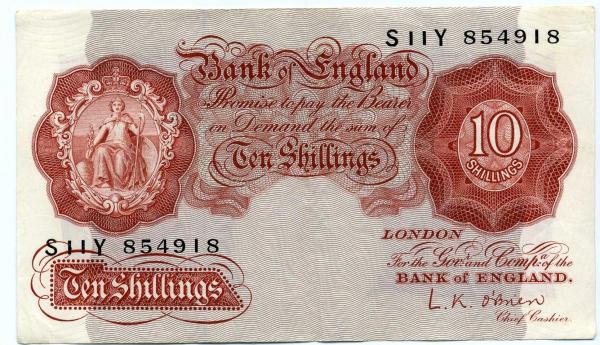 S11Y 854918
Bank of England
Promise to pay the Bearer
on Demand the sum of
Ten Shillings
10
SHILLINGS
S11Y 854918
Ten Shillings
LONDON
For the Govr. and Compa. of the
BANK OF ENGLAND.
L. K. O'Brien
Chief Cashier.